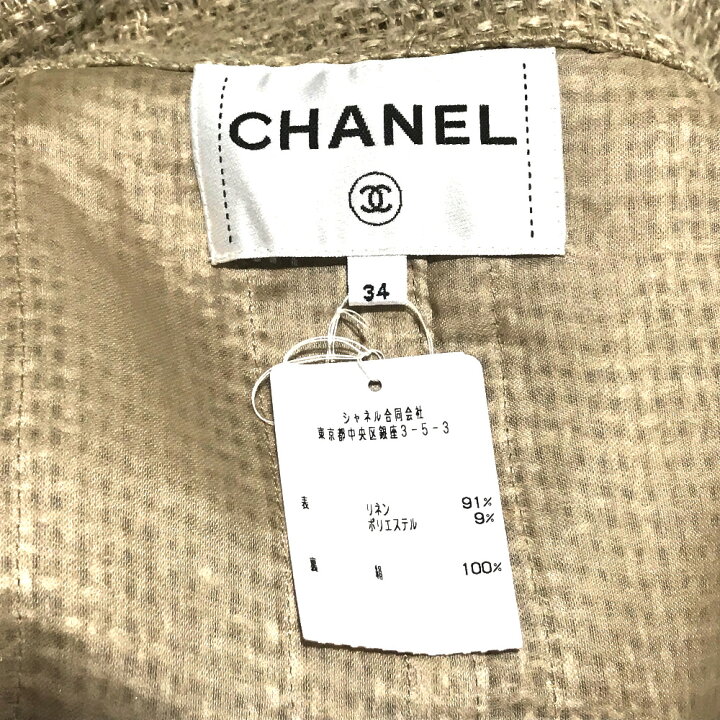 CHANEL
34
シャネル合同会社
東京都中央区銀座3-5-3
表 リネン 91%
ポリエステル 9%
裏 絹 100%